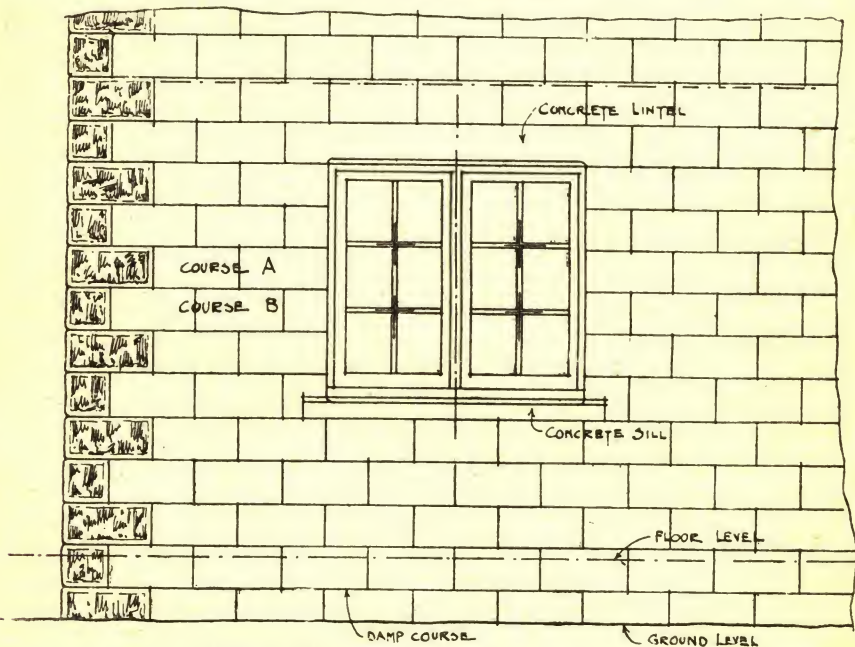 CONCRETE LINTEL
COURSE A
COURSE B
CONCRETE SILL
FLOOR LEVEL
DAMP COURSE
GROUND LEVEL